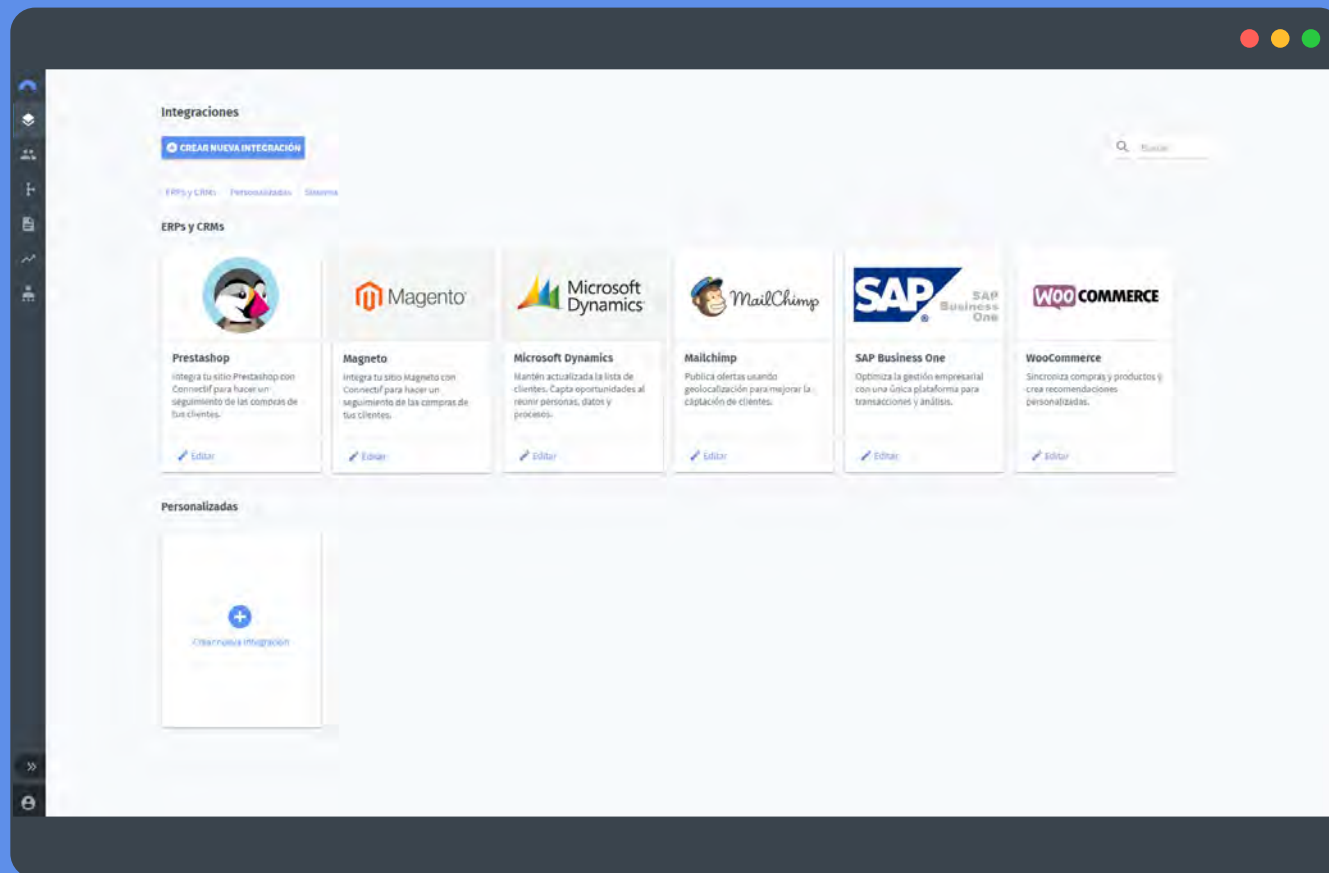 Integraciones
CREAR NUEVA INTEGRACIÓN
Buscar
ERPs y CRMs Personalizadas Sistema
ERPs y CRMs
Magento
Microsoft
Dynamics
MailChimp
SAP
SAP
Business
One
WOO COMMERCE
Prestashop
Integra tu sitio Prestashop con
Connectif para hacer un
seguimiento de las compras de
tus clientes.
Editar
Magneto
Integra tu sitio Magneto con
Connectif para hacer un
seguimiento de las compras de
tus clientes.
Editar
Microsoft Dynamics
Mantén actualizada la lista de
clientes. Capta oportunidades al
reunir personas, datos y
procesos.
Editar
Mailchimp
Publica ofertas usando
geolocalización para mejorar la
captación de clientes.
Editar
SAP Business One
Optimiza la gestión empresarial
con una única plataforma para
transacciones y análisis.
Editar
WooCommerce
Sincroniza compras y productos y
crea recomendaciones
personalizadas.
Editar
Personalizadas
Crear nueva integración